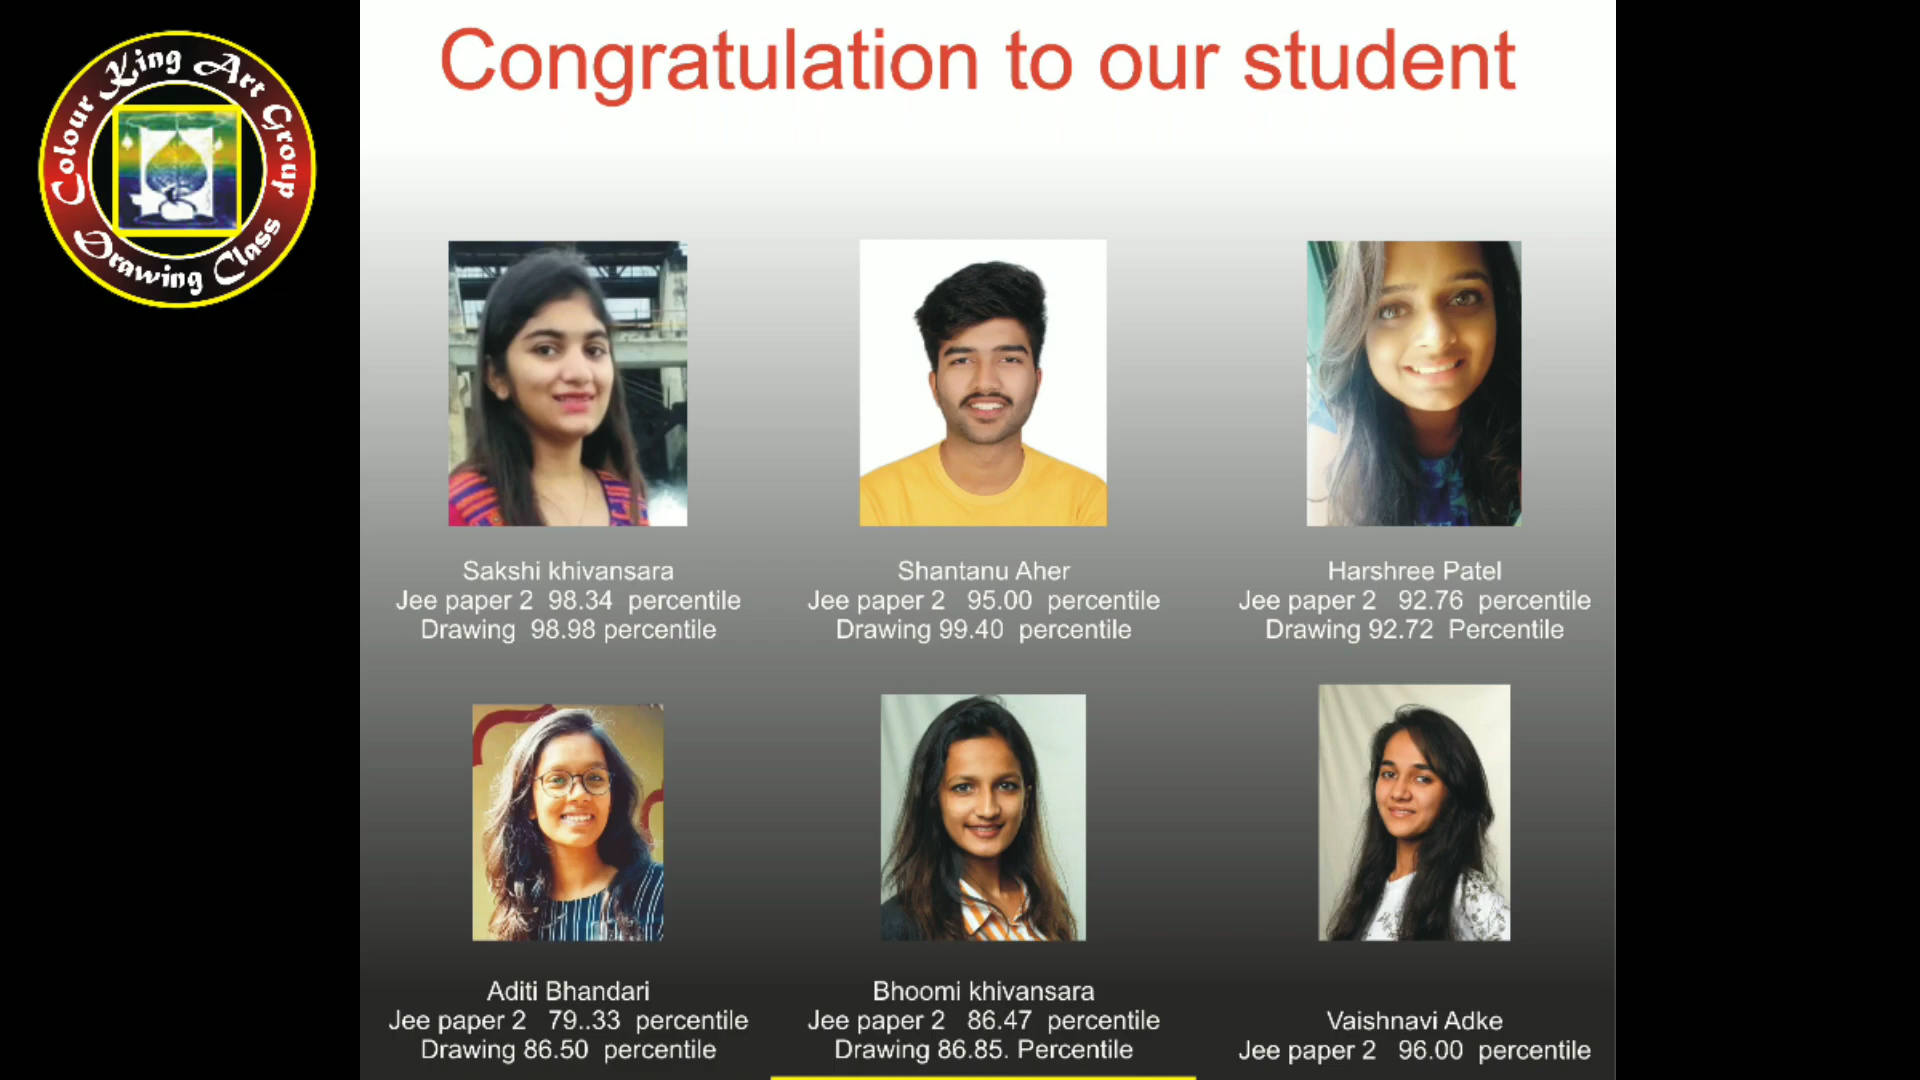 Colour King Art Group
Drawing Class
Congratulation to our student
Sakshi khivansara
Jee paper 2 98.34 percentile
Drawing 98.98 percentile
Shantanu Aher
Jee paper 2 95.00 percentile
Drawing 99.40 percentile
Harshree Patel
Jee paper 2 92.76 percentile
Drawing 92.72 Percentile
Aditi Bhandari
Jee paper 2 79..33 percentile
Drawing 86.50 percentile
Bhoomi khivansara
Jee paper 2 86.47 percentile
Drawing 86.85. Percentile
Vaishnavi Adke
Jee paper 2 96.00 percentile